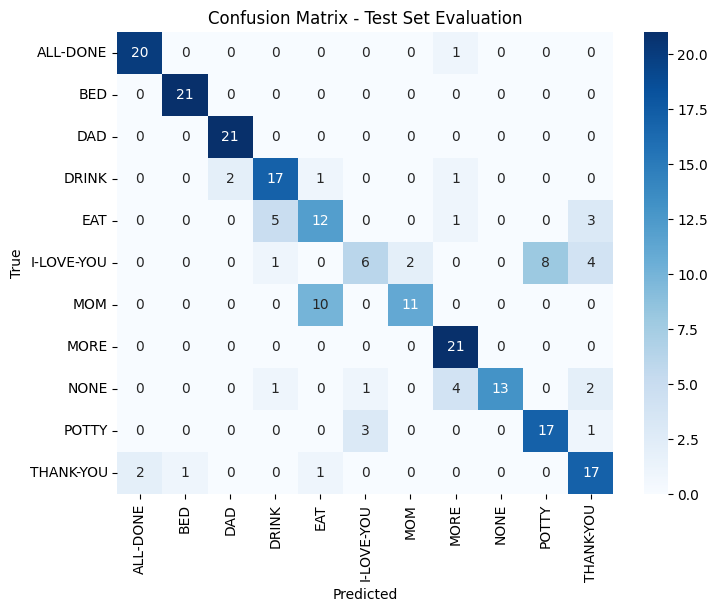 Confusion Matrix - Test Set Evaluation
ALL-DONE 20 0 0 0 0 0 0 1 0 0 0
BED 0 21 0 0 0 0 0 0 0 0 0
DAD 0 0 21 0 0 0 0 0 0 0 0
DRINK 0 0 2 17 1 0 0 1 0 0 0
EAT 0 0 0 5 12 0 0 1 0 0 3
I-LOVE-YOU 0 0 0 1 0 6 2 0 0 8 4
MOM 0 0 0 0 10 0 11 0 0 0 0
MORE 0 0 0 0 0 0 0 21 0 0 0
NONE 0 0 0 1 0 1 0 4 13 0 2
POTTY 0 0 0 0 0 3 0 0 0 17 1
THANK-YOU 2 1 0 0 1 0 0 0 0 0 17
True
ALL-DONE BED DAD DRINK EAT I-LOVE-YOU MOM MORE NONE POTTY THANK-YOU
Predicted
20.0
17.5
15.0
12.5
10.0
7.5
5.0
2.5
0.0